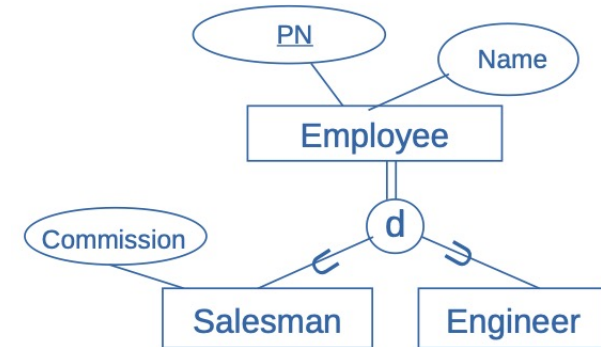 PN
Name
Employee
d
Commission
Salesman
Engineer